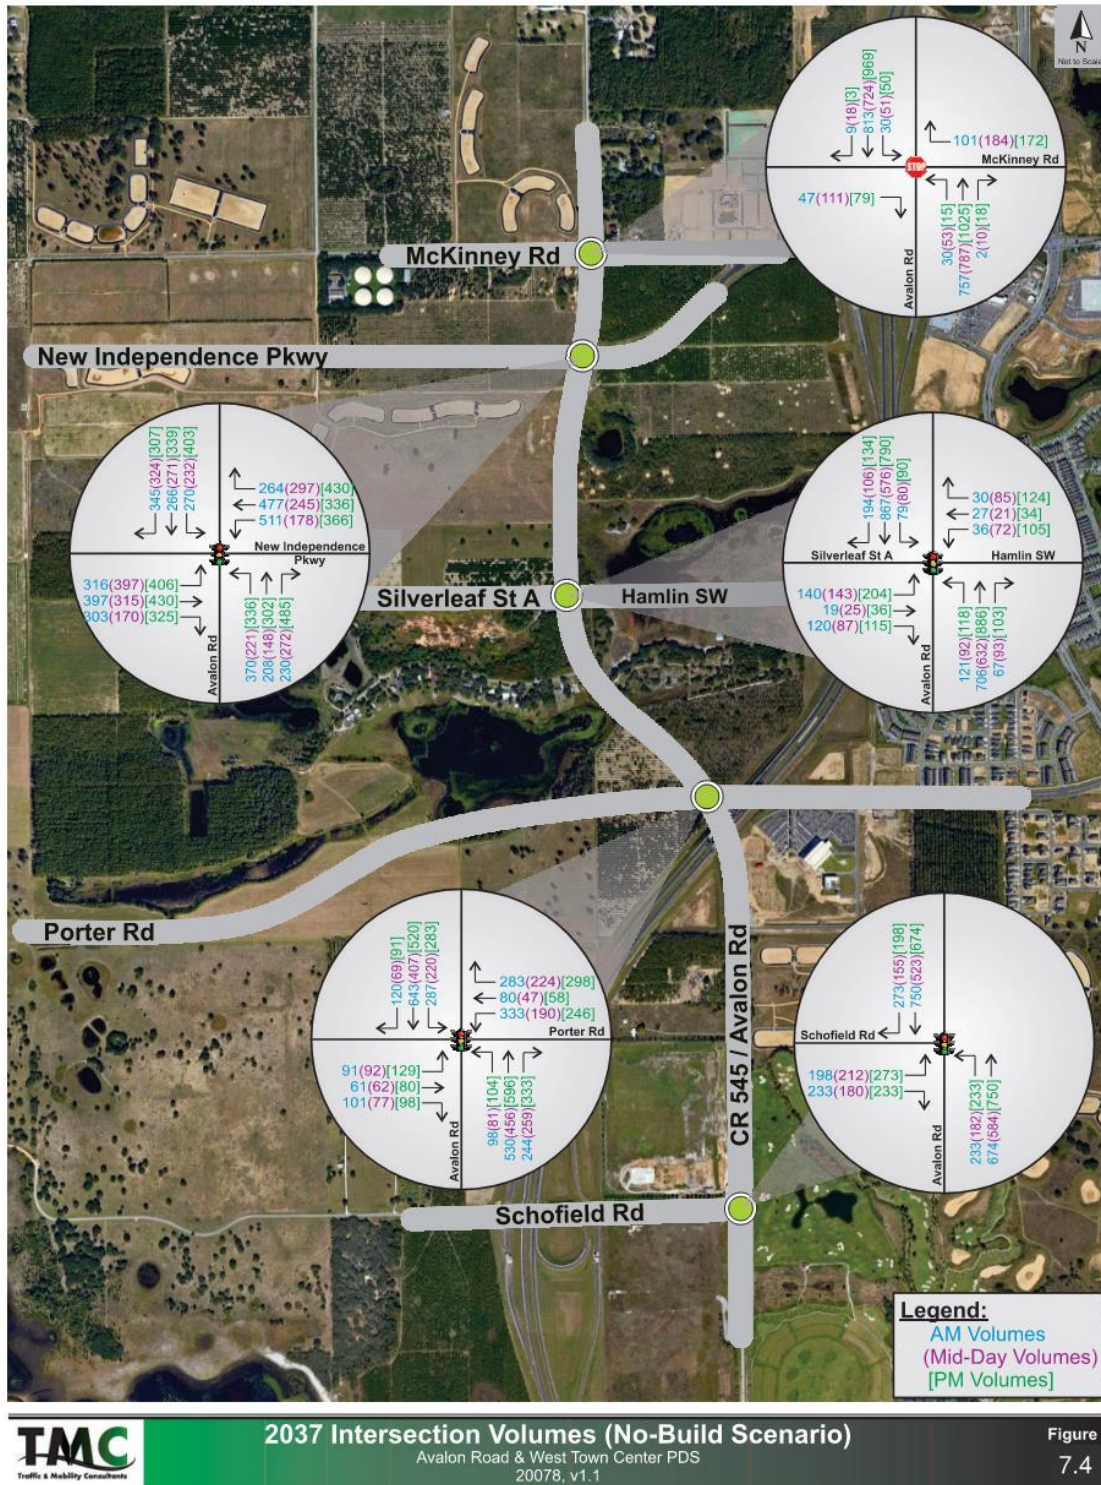 N
Not to Scale
9(18)[3]
813(724)[969]
30(51)[50]
101(184)[172]
McKinney Rd
STOP
47(111)[79]
Avalon Rd
30(53)[15]
757(787)[1025]
2(10)[18]
McKinney Rd
New Independence Pkwy
345(324)[307]
266(271)[339]
270(232)[403]
264(297)[430]
477(245)[336]
511(178)[366]
New Independence
Pkwy
316(397)[406]
397(315)[430]
303(170)[325]
Avalon Rd
370(221)[336]
208(148)[302]
230(272)[485]
194(106)[134]
867(576)[790]
79(80)[90]
30(85)[124]
27(21)[34]
36(72)[105]
Silverleaf St A
Hamlin SW
140(143)[204]
19(25)[36]
120(87)[115]
Avalon Rd
121(92)[118]
706(632)[886]
67(93)[103]
Silverleaf St A
Hamlin SW
Porter Rd
120(69)[91]
643(407)[520]
287(220)[283]
283(224)[298]
80(47)[58]
333(190)[246]
Porter Rd
91(92)[129]
61(62)[80]
101(77)[98]
Avalon Rd
98(81)[104]
530(456)[596]
244(259)[333]
CR 545 / Avalon Rd
273(155)[198]
750(523)[674]
Schofield Rd
198(212)[273]
233(180)[233]
Avalon Rd
233(182)[233]
674(584)[750]
Schofield Rd
Legend:
AM Volumes
(Mid-Day Volumes)
[PM Volumes]
TMC
Traffic & Mobility Consultants
2037 Intersection Volumes (No-Build Scenario)
Avalon Road & West Town Center PDS
20078, v1.1
Figure
7.4